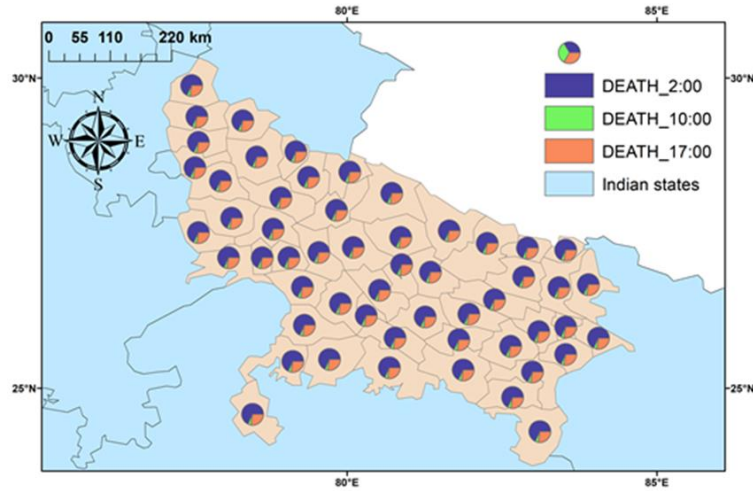 80°E 85°E
0 55 110 220 km
30°N 30°N
N
W E
S
DEATH_2:00
DEATH_10:00
DEATH_17:00
Indian states
25°N 25°N
80°E 85°E